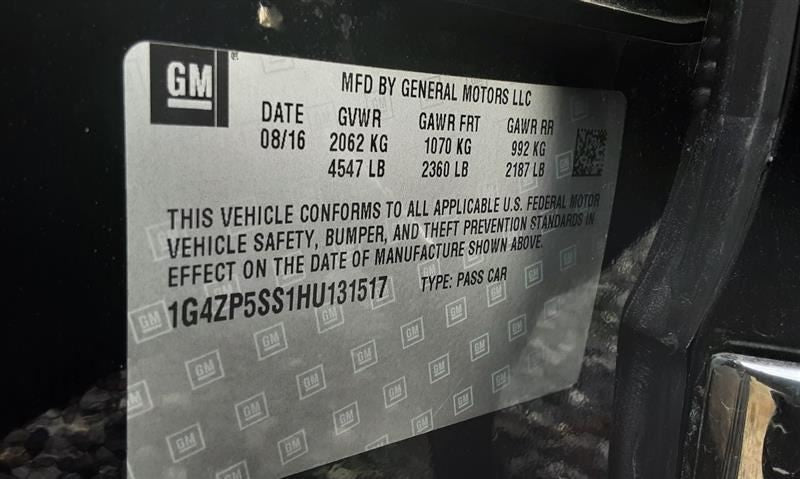 GM
MFD BY GENERAL MOTORS LLC
DATE GVWR GAWR FRT GAWR RR
08/16 2062 KG 1070 KG 992 KG
4547 LB 2360 LB 2187 LB
THIS VEHICLE CONFORMS TO ALL APPLICABLE U.S. FEDERAL MOTOR
VEHICLE SAFETY, BUMPER, AND THEFT PREVENTION STANDARDS IN
EFFECT ON THE DATE OF MANUFACTURE SHOWN ABOVE.
1G4ZP5SS1HU131517 TYPE: PASS CAR